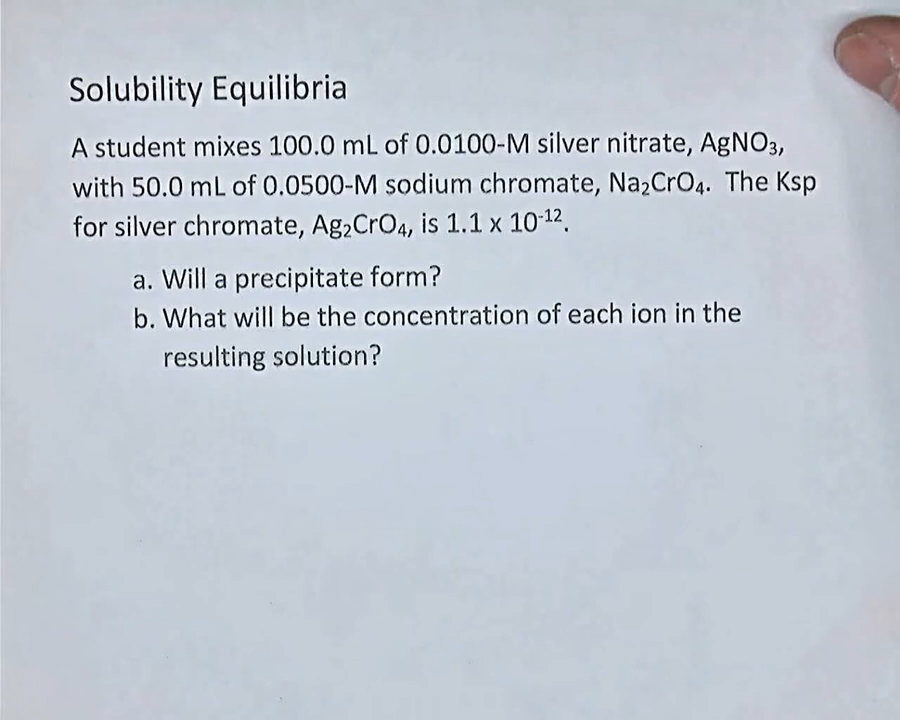 Solubility Equilibria
A student mixes 100.0 mL of 0.0100-M silver nitrate, AgNO₃,
with 50.0 mL of 0.0500-M sodium chromate, Na₂CrO₄. The Ksp
for silver chromate, Ag₂CrO₄, is 1.1 x 10⁻¹².
a. Will a precipitate form?
b. What will be the concentration of each ion in the
resulting solution?